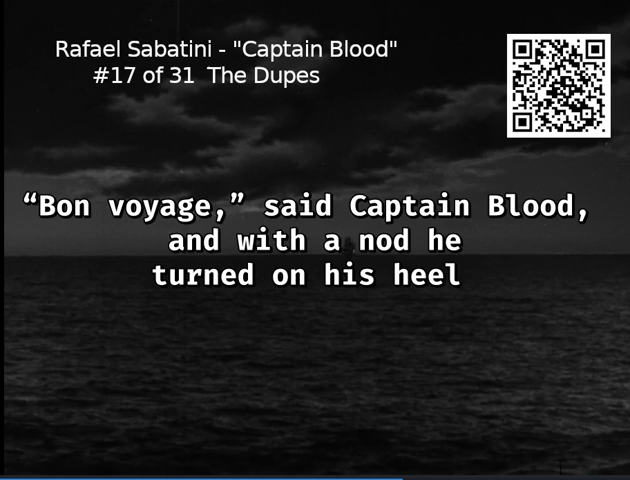 Rafael Sabatini - "Captain Blood"
#17 of 31  The Dupes
“Bon voyage,” said Captain Blood,
and with a nod he
turned on his heel